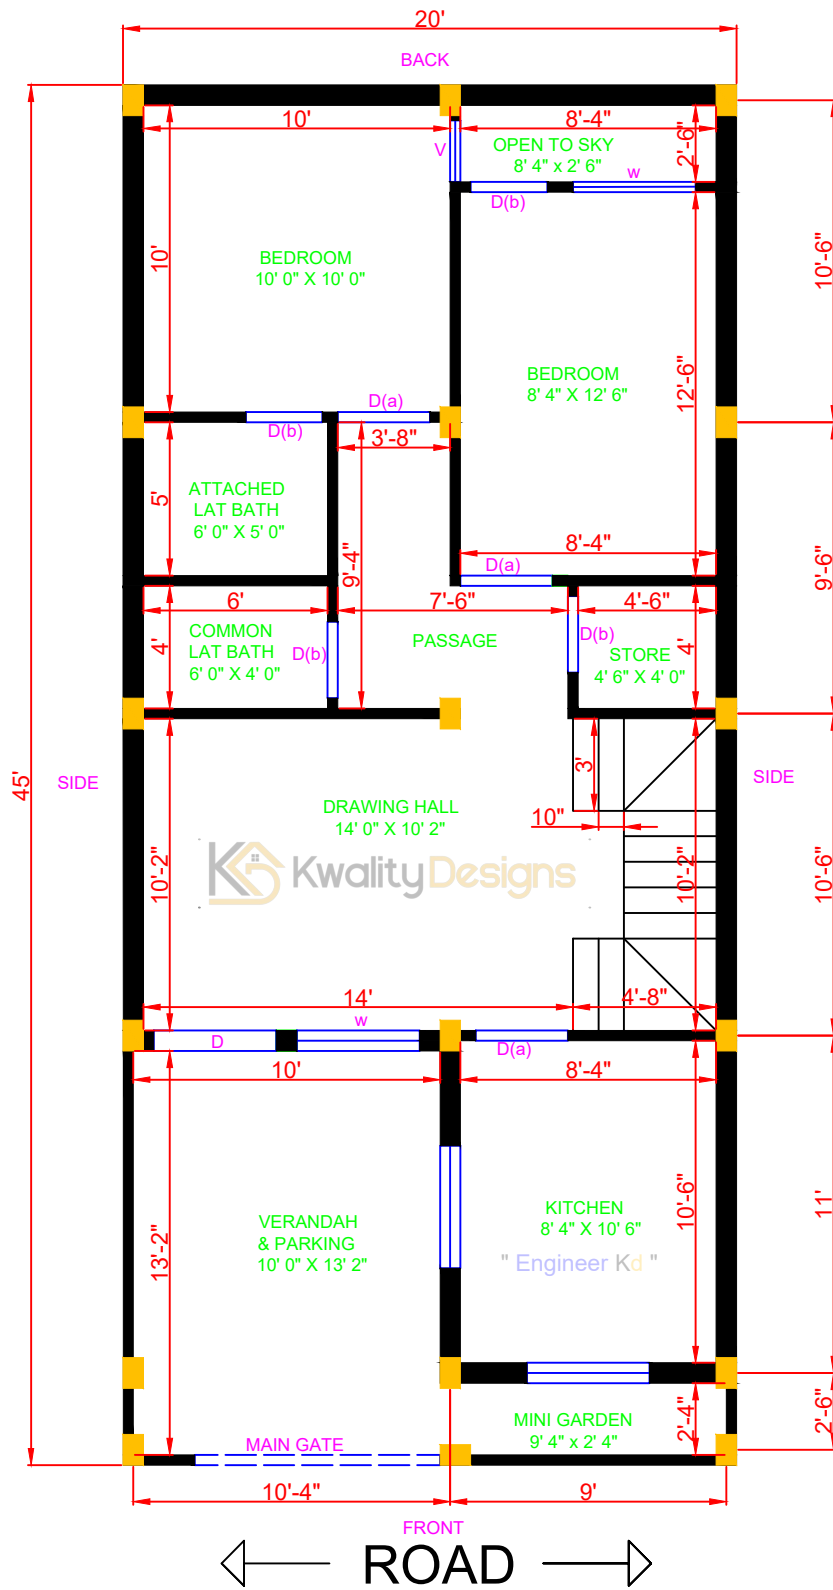 20'
BACK
10'
8'-4"
V
OPEN TO SKY
8' 4" x 2' 6"
2'-6"
D(b)
w
10'
BEDROOM
10' 0" X 10' 0"
10'-6"
BEDROOM
8' 4" X 12' 6"
12'-6"
D(a)
D(b)
3'-8"
5'
ATTACHED
LAT BATH
6' 0" X 5' 0"
9'-4"
8'-4"
D(a)
9'-6"
6'
7'-6"
4'-6"
4'
COMMON
LAT BATH
6' 0" X 4' 0"
D(b)
PASSAGE
D(b)
STORE
4' 6" X 4' 0"
4'
45'
SIDE
3'
SIDE
DRAWING HALL
14' 0" X 10' 2"
10"
10'-2"
Kwality Designs
10'-2"
10'-6"
14'
4'-8"
D
w
D(a)
10'
8'-4"
13'-2"
VERANDAH
& PARKING
10' 0" X 13' 2"
KITCHEN
8' 4" X 10' 6"
" Engineer Kd "
10'-6"
11'
MINI GARDEN
9' 4" x 2' 4"
2'-4"
2'-6"
MAIN GATE
10'-4"
9'
FRONT
ROAD